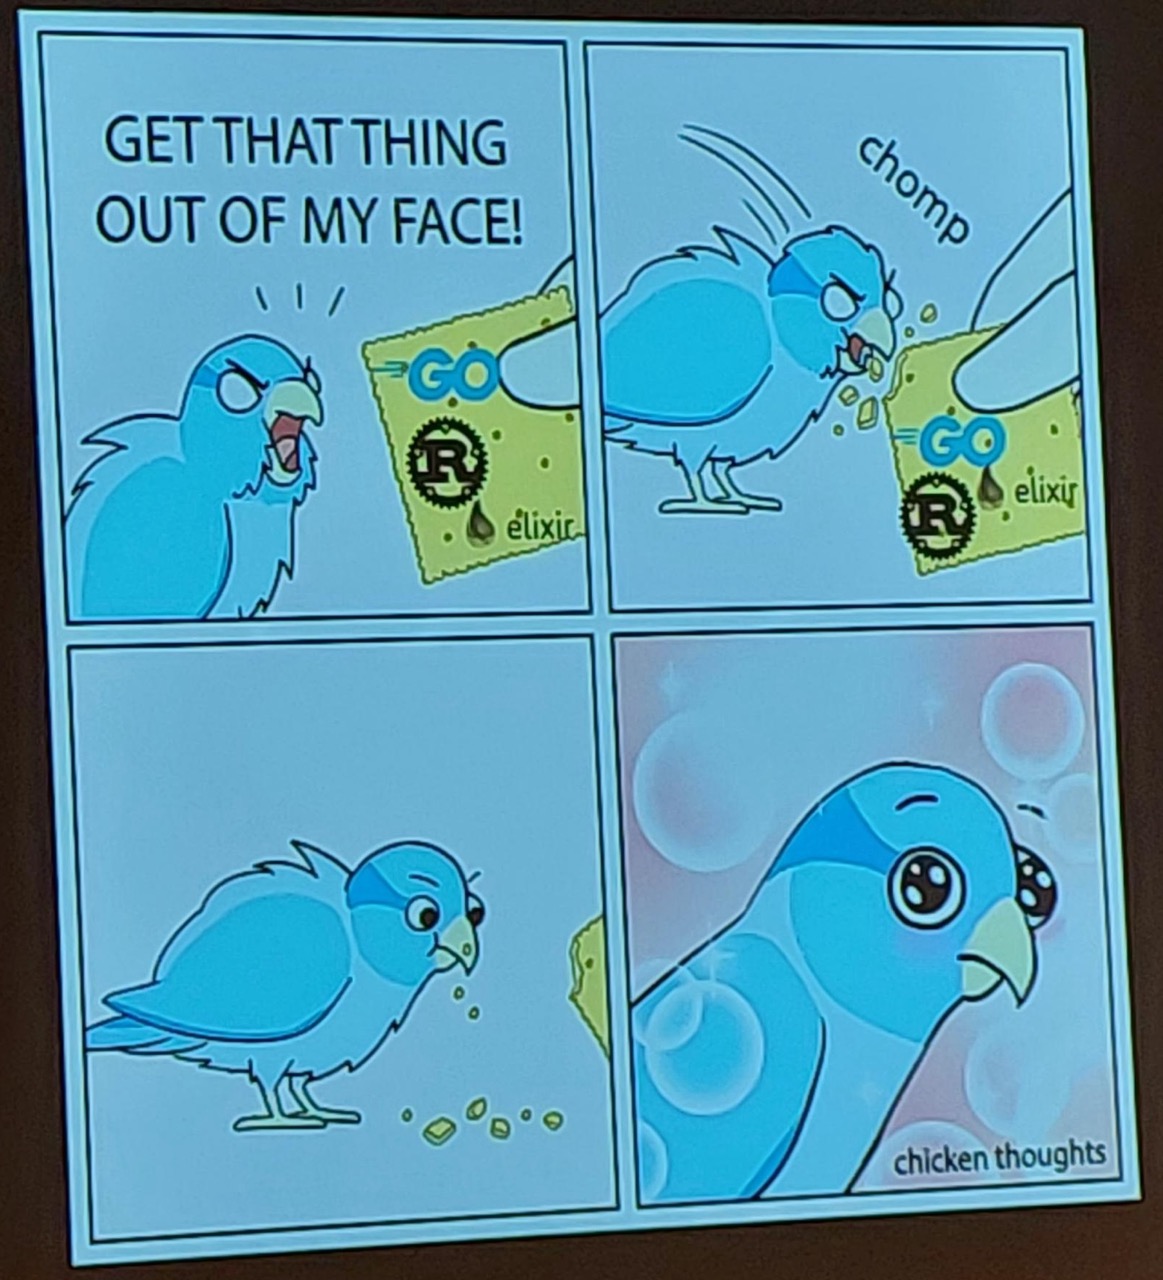 GET THAT THING
OUT OF MY FACE!
GO
R
elixir
chomp
GO
elixir
R
chicken thoughts